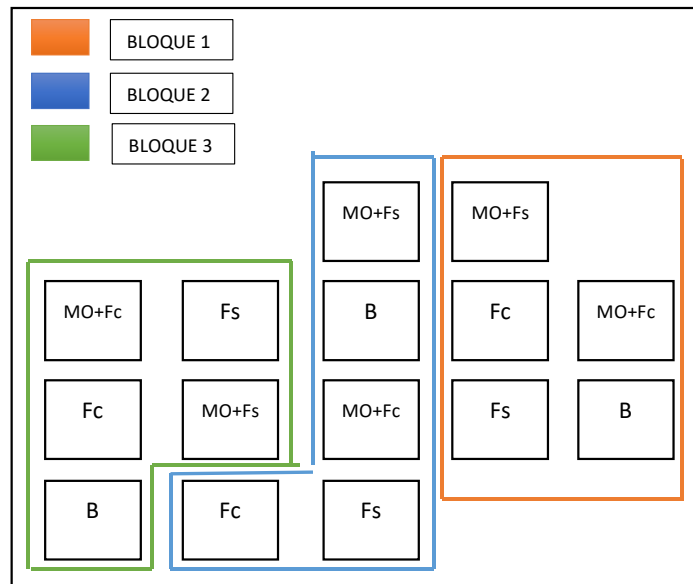 BLOQUE 1
BLOQUE 2
BLOQUE 3
MO+Fs MO+Fs
MO+Fc Fs B Fc MO+Fc
Fc MO+Fs MO+Fc Fs B
B Fc Fs